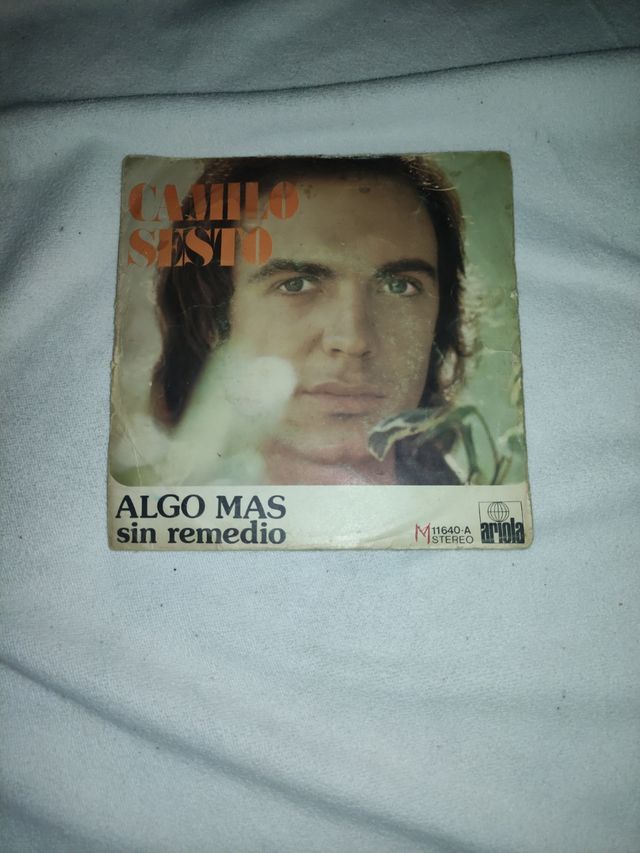 CAMILO
SESTO
ALGO MAS
sin remedio
M 11640-A
STEREO
ariola